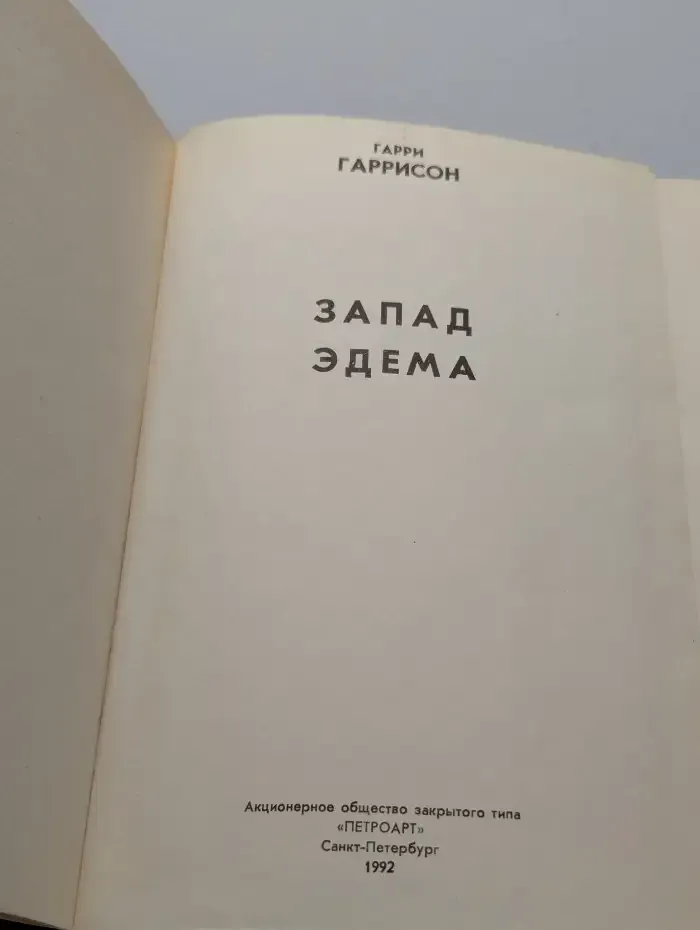 ГАРРИ
ГАРРИСОН
ЗАПАД
ЭДЕМА
Акционерное общество закрытого типа
«ПЕТРОАРТ»
Санкт-Петербург
1992